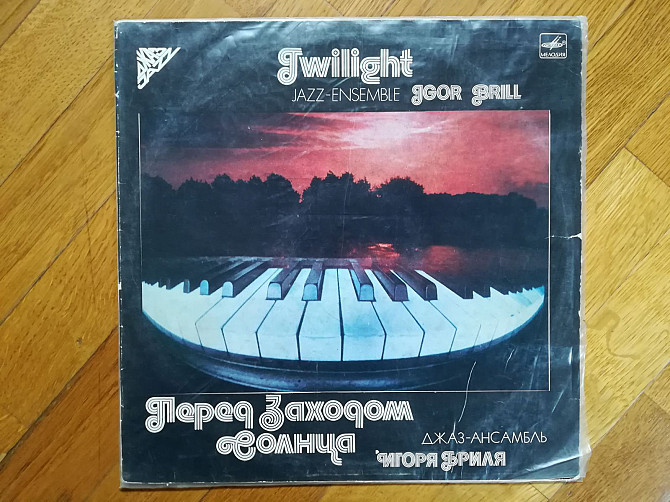 Twilight
МЕЛОДИЯ
JAZZ-ENSEMBLE IGOR BRILL
Перед Заходом
Солнца
ДЖАЗ-АНСАМБЛЬ
ИГОРЯ БРИЛЯ